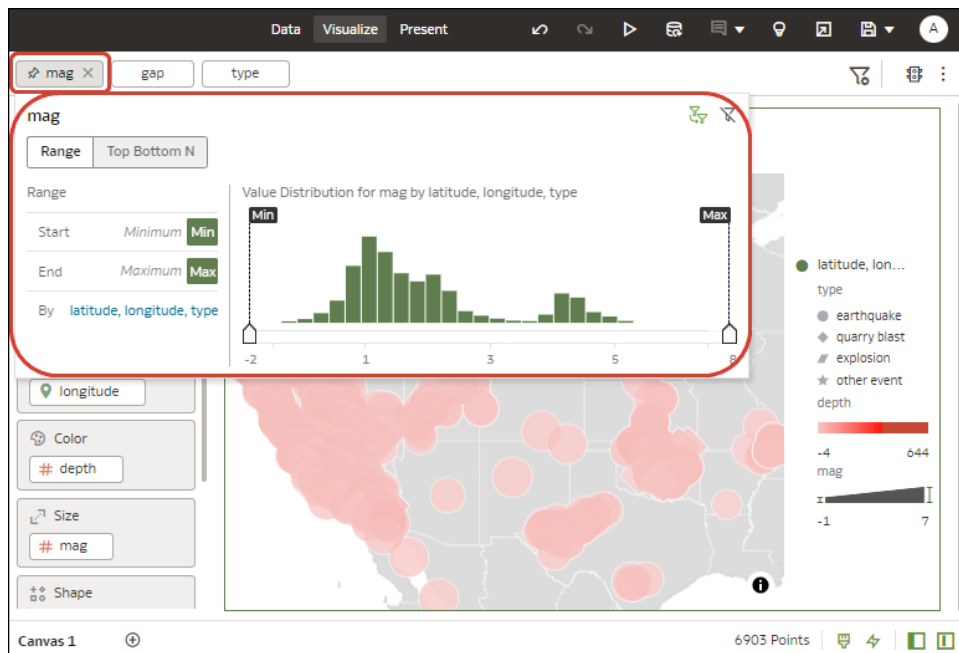 Data Visualize Present A
mag gap type
mag
Range Top Bottom N
Range
Value Distribution for mag by latitude, longitude, type
Min Max
Start Minimum Min
End Maximum Max
By latitude, longitude, type
-2 1 3 5 8
latitude, lon...
type
earthquake
quarry blast
explosion
other event
depth
-4 644
mag
-1 7
longitude
Color
# depth
Size
# mag
Shape
Canvas 1 6903 Points